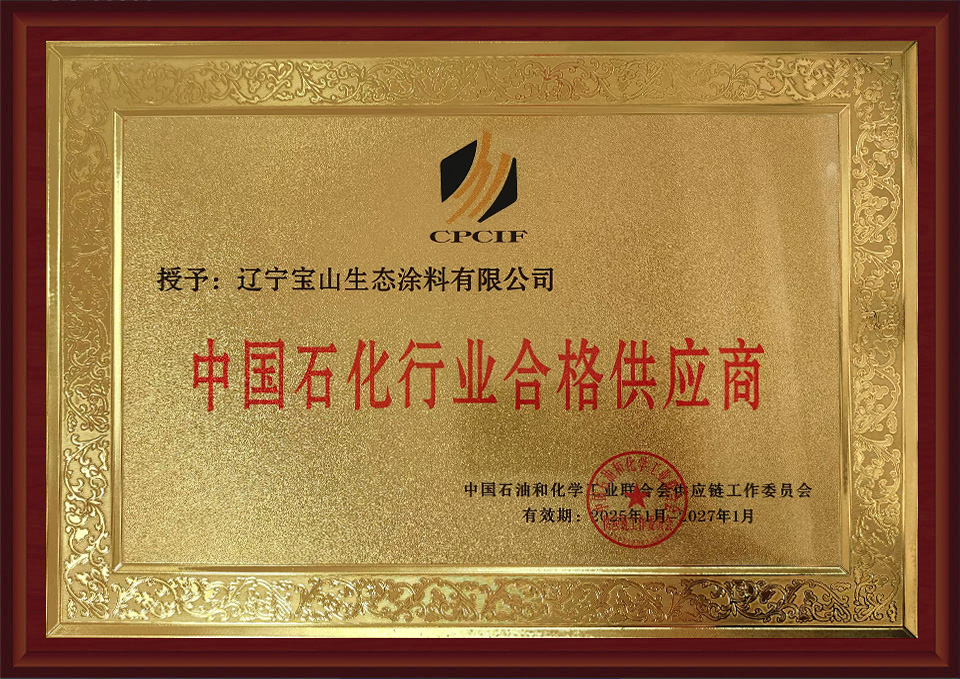 CPCIF
授予：辽宁宝山生态涂料有限公司
中国石化行业合格供应商
中国石油和化学工业联合会供应链工作委员会
有效期：2025年1月-2027年1月